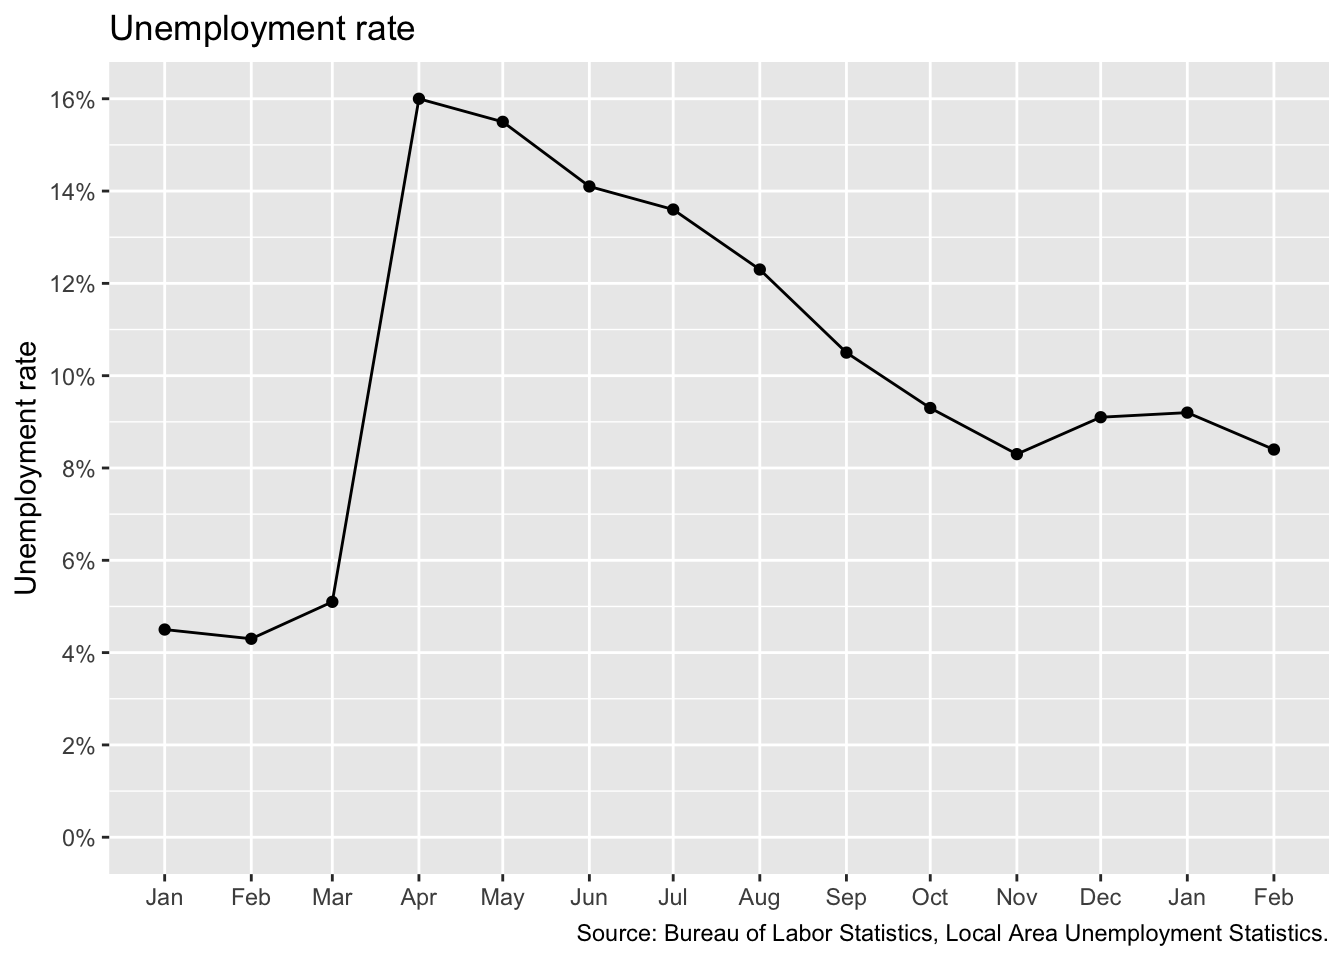 Unemployment rate
Unemployment rate
16%
14%
12%
10%
8%
6%
4%
2%
0%
Jan Feb Mar Apr May Jun Jul Aug Sep Oct Nov Dec Jan Feb
Source: Bureau of Labor Statistics, Local Area Unemployment Statistics.